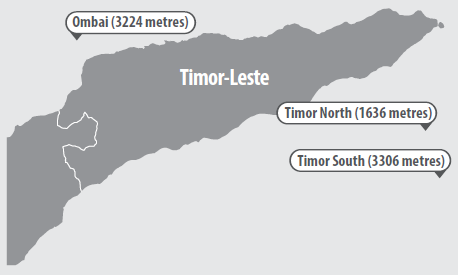 Ombai (3224 metres)
Timor-Leste
Timor North (1636 metres)
Timor South (3306 metres)